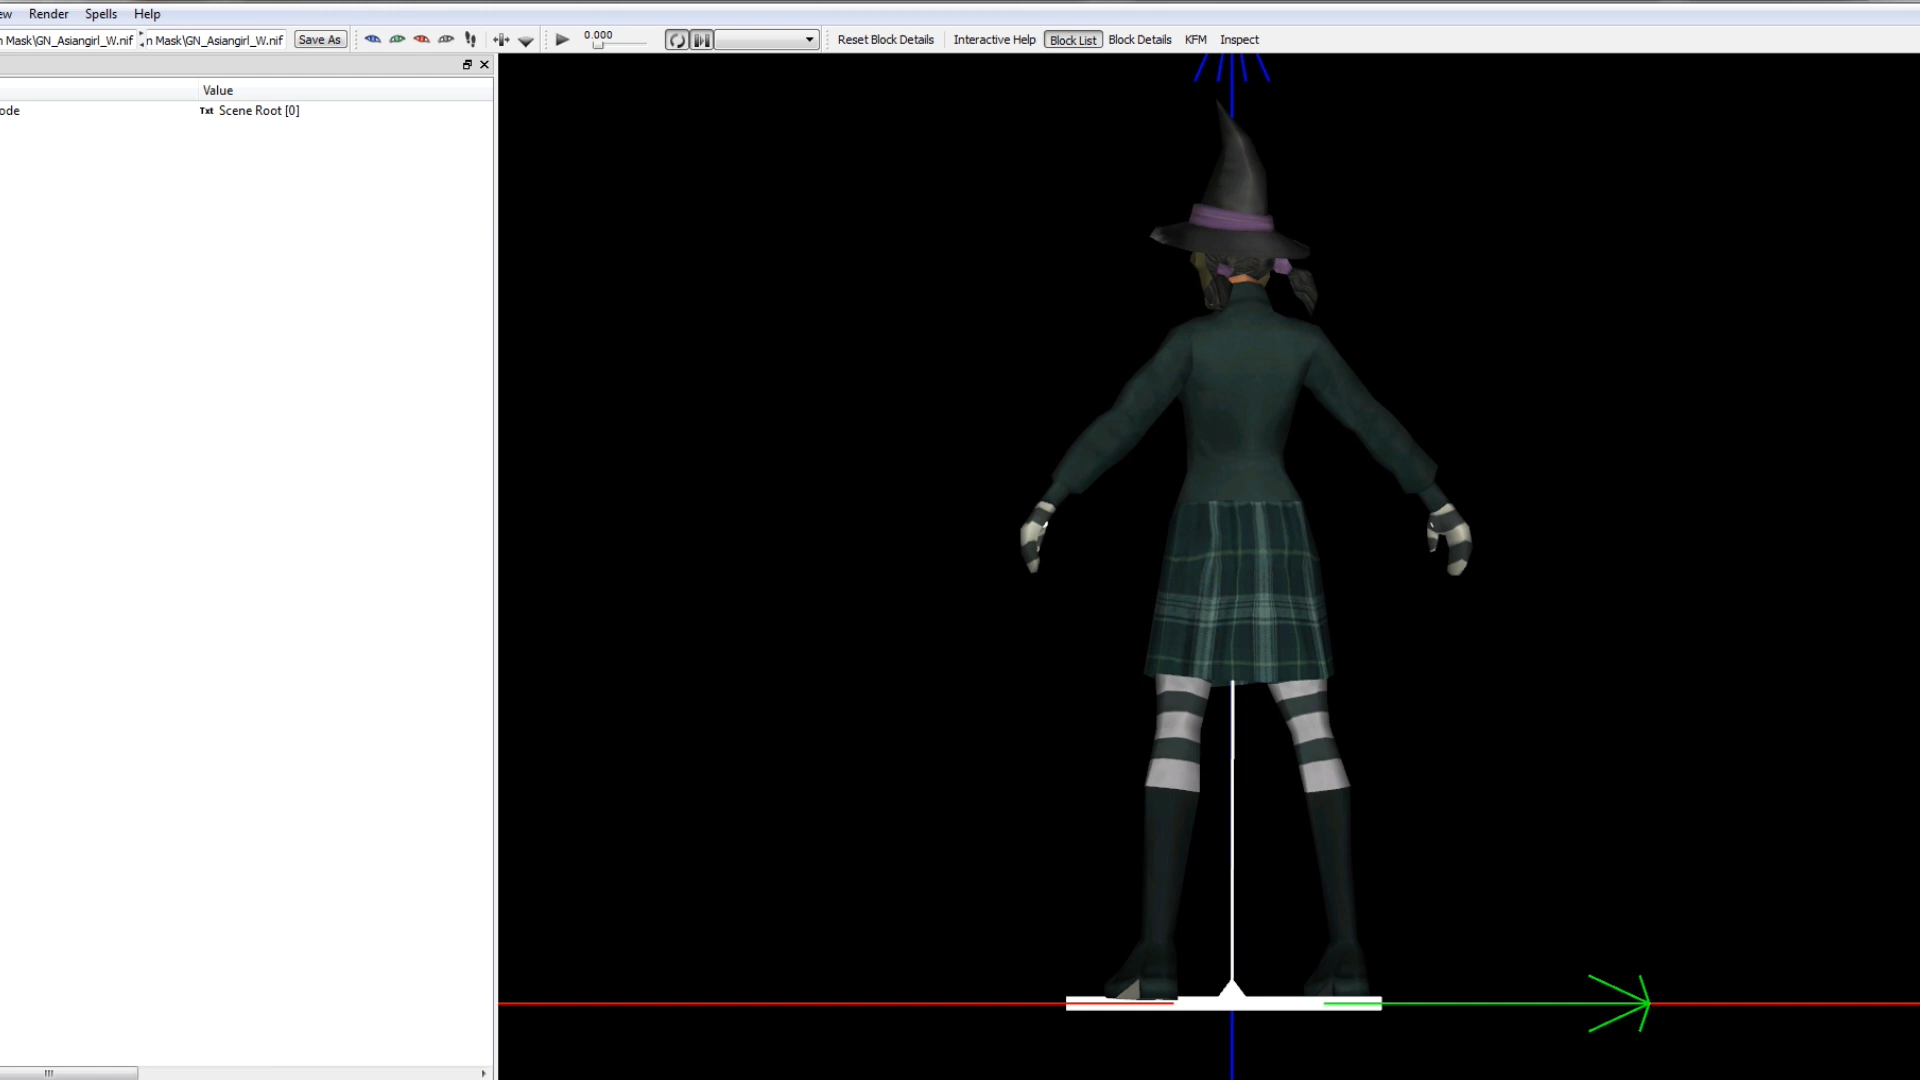 ew Render Spells Help
n Mask\GN_Asiangirl_W.nif n Mask\GN_Asiangirl_W.nif Save As 0.000 Reset Block Details Interactive Help Block List Block Details KFM Inspect
Value
ode Txt Scene Root [0]